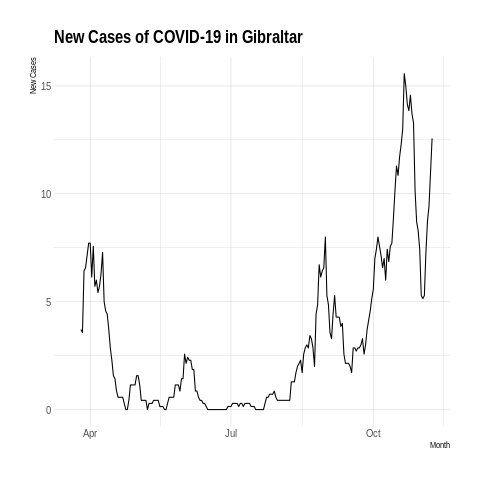 New Cases of COVID-19 in Gibraltar
New Cases
15
10
5
0
Apr
Jul
Oct
Month